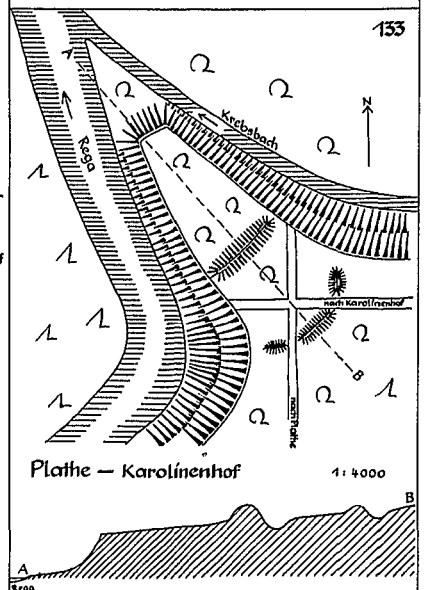 133
A
N
Krebsbach
Rega
nach Karolinenhof
B
nach Plathe
Plathe – Karolinenhof
1: 4000
B
A
Rega